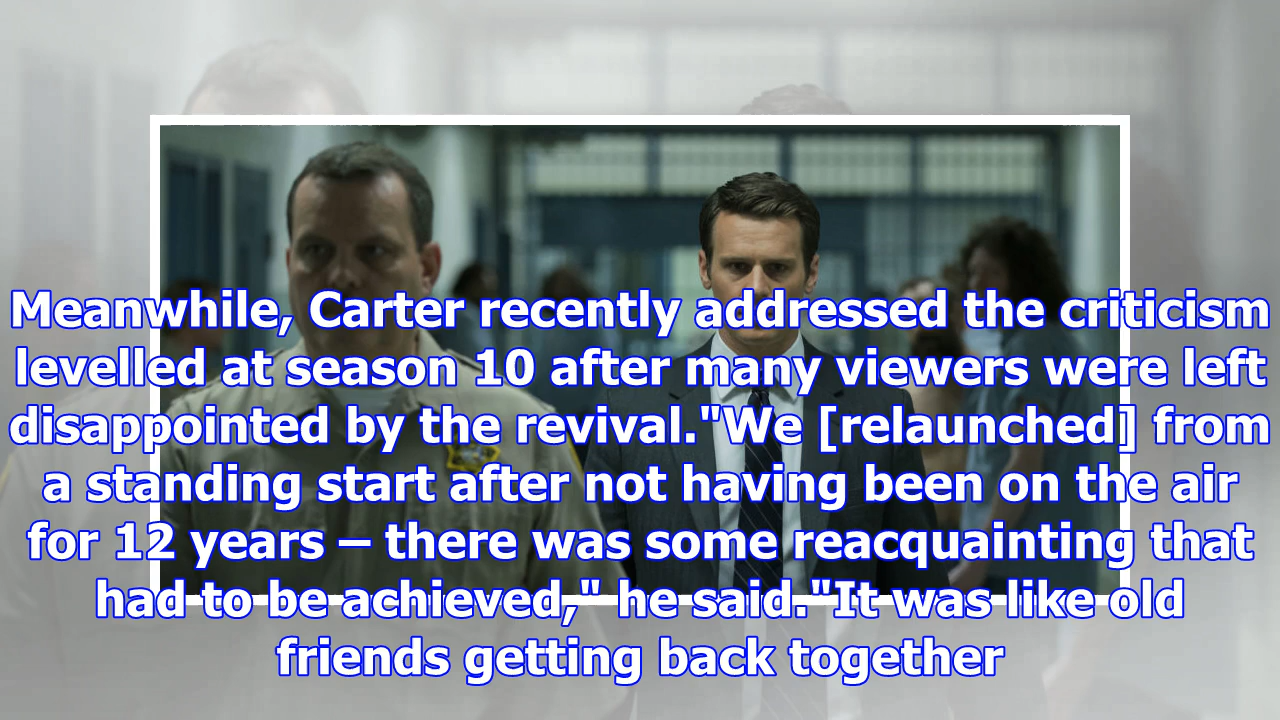 Meanwhile, Carter recently addressed the criticism
levelled at season 10 after many viewers were left
disappointed by the revival."We [relaunched] from
a standing start after not having been on the air
for 12 years – there was some reacquainting that
had to be achieved," he said."It was like old
friends getting back together